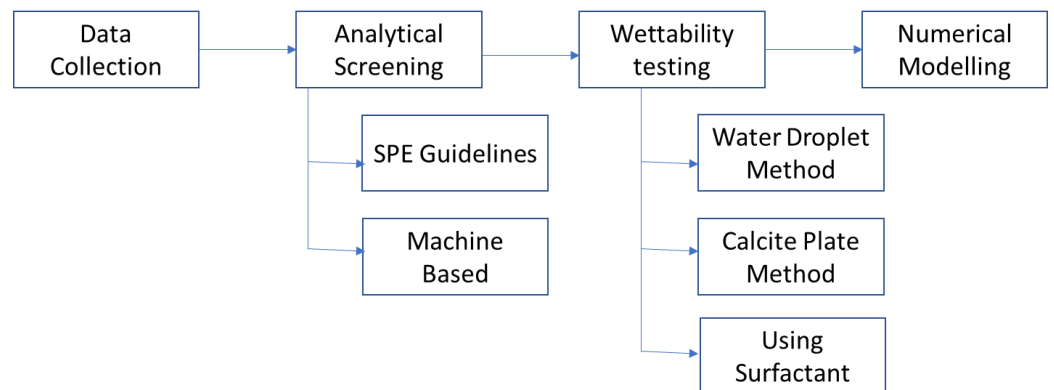 Data
Collection
Analytical
Screening
Wettability
testing
Numerical
Modelling
SPE Guidelines
Machine
Based
Water Droplet
Method
Calcite Plate
Method
Using
Surfactant